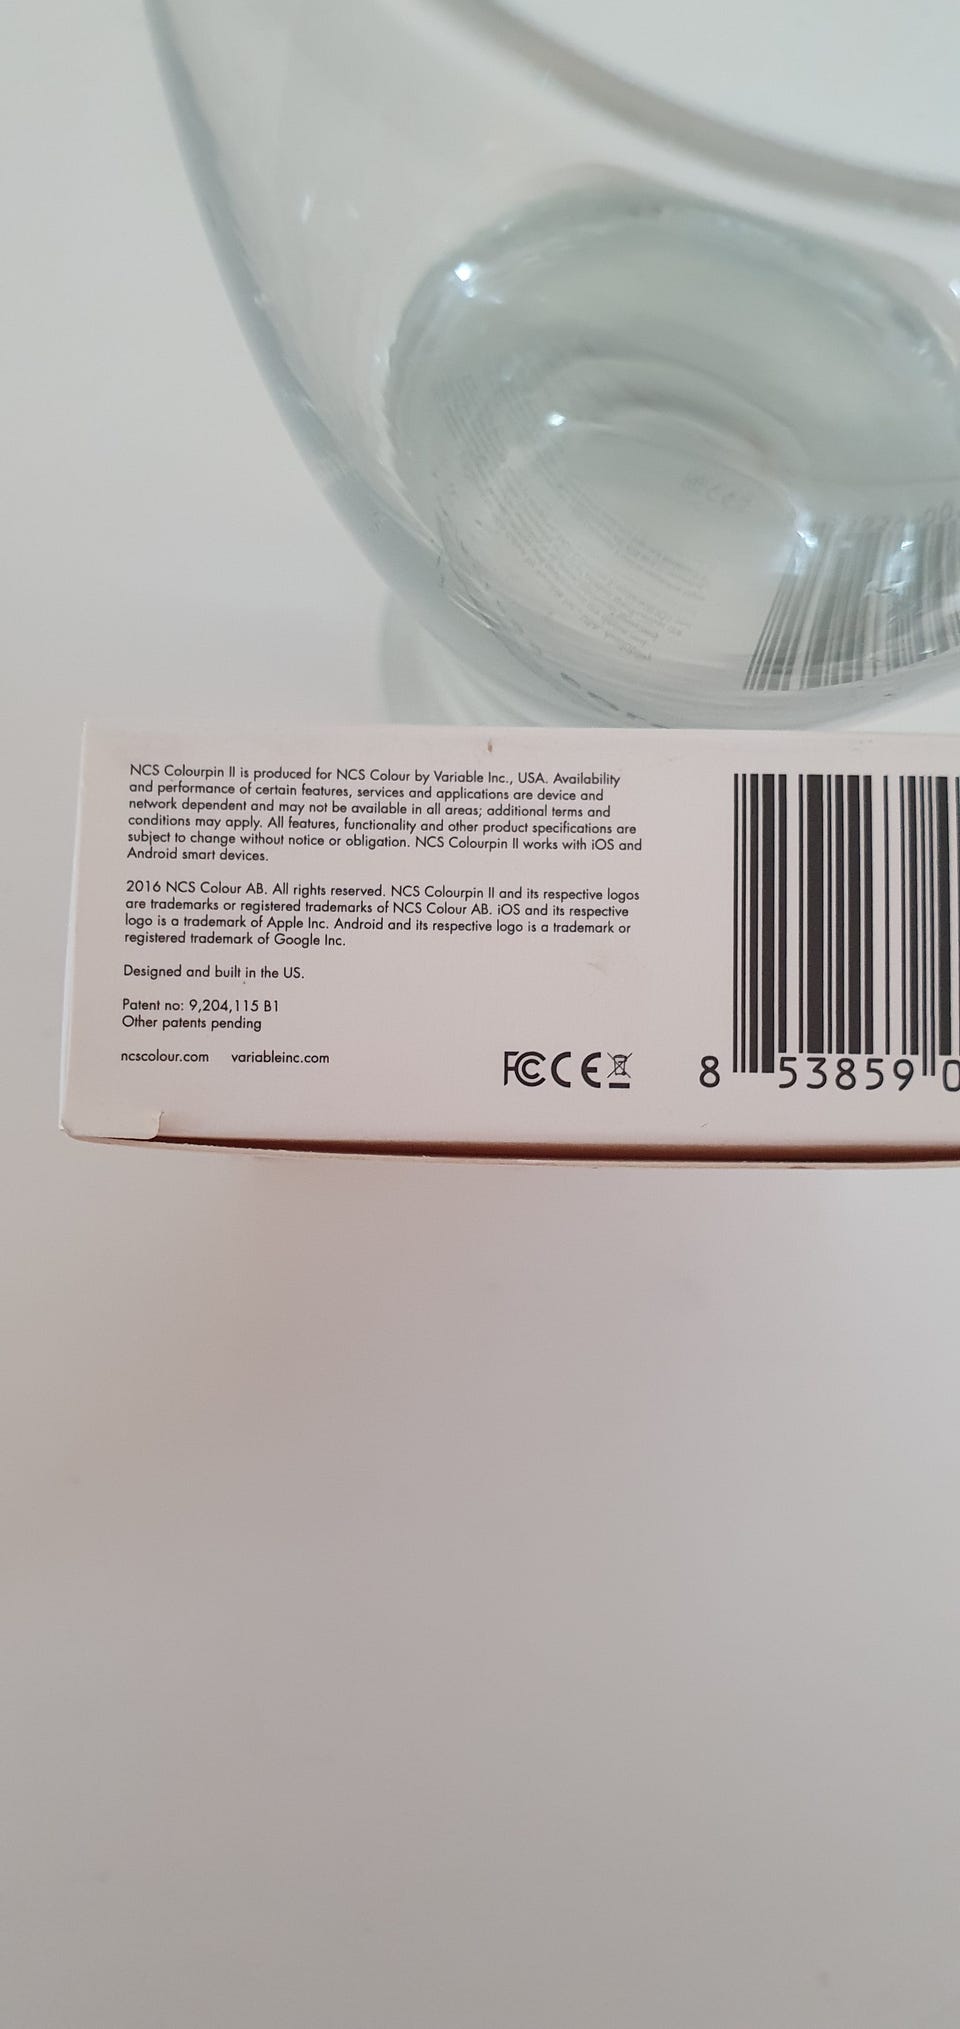 NCS Colourpin II is produced for NCS Colour by Variable Inc., USA. Availability
and performance of certain features, services and applications are device and
network dependent and may not be available in all areas; additional terms and
conditions may apply. All features, functionality and other product specifications are
subject to change without notice or obligation. NCS Colourpin II works with iOS and
Android smart devices.
2016 NCS Colour AB. All rights reserved. NCS Colourpin II and its respective logos
are trademarks or registered trademarks of NCS Colour AB. iOS and its respective
logo is a trademark of Apple Inc. Android and its respective logo is a trademark or
registered trademark of Google Inc.
Designed and built in the US.
Patent no: 9,204,115 B1
Other patents pending
ncscolour.com variableinc.com
FC CE
8 53859 0